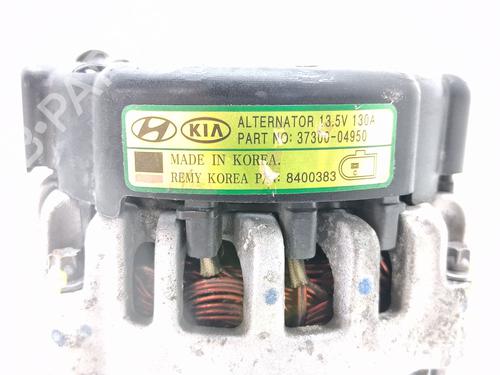 KIA ALTERNATOR 13.5V 130A
PART NO: 37300-04950
MADE IN KOREA.
REMY KOREA P/N: 8400383